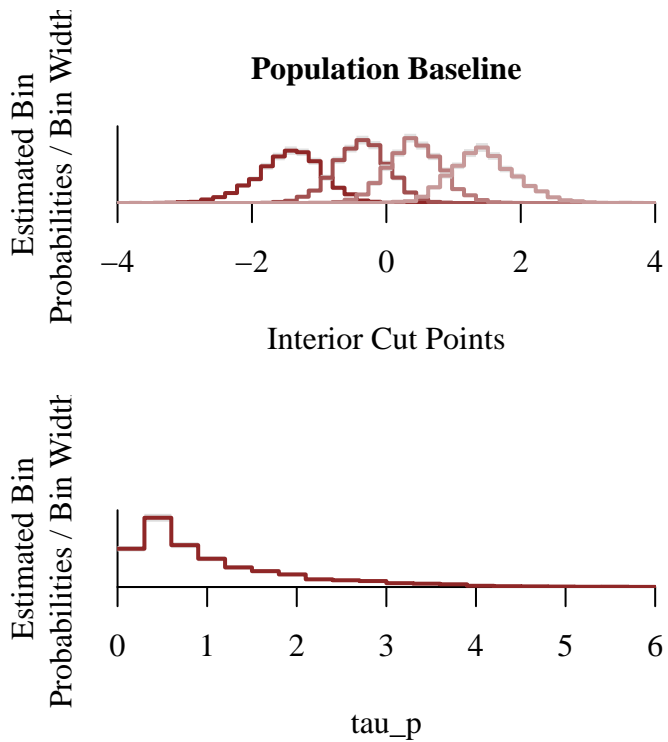 Population Baseline
Estimated Bin
Probabilities / Bin Width
−4 −2 0 2 4
Interior Cut Points
Estimated Bin
Probabilities / Bin Width
0 1 2 3 4 5 6
tau_p